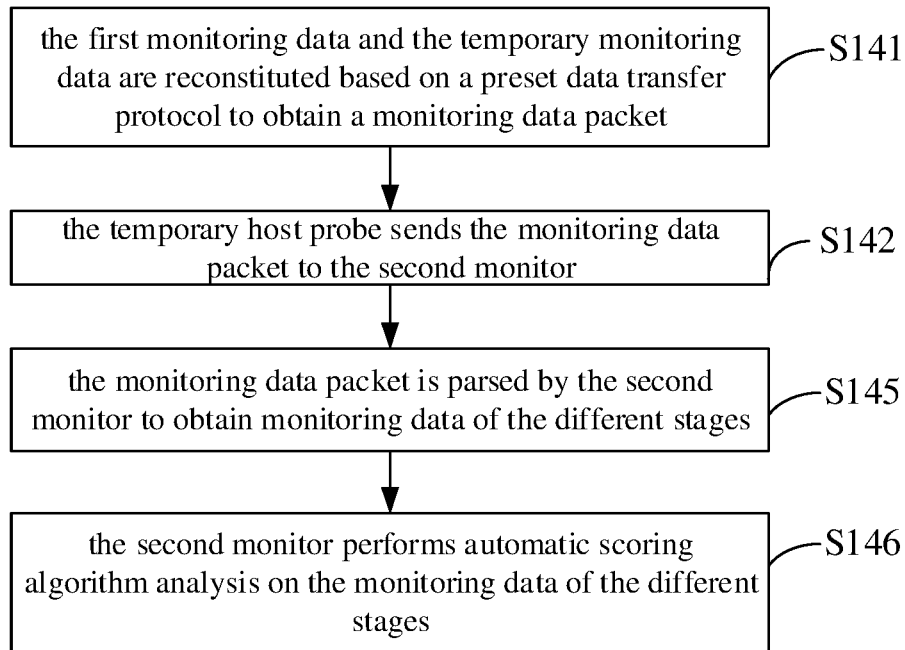 the first monitoring data and the temporary monitoring
data are reconstituted based on a preset data transfer
protocol to obtain a monitoring data packet
S141
the temporary host probe sends the monitoring data
packet to the second monitor
S142
the monitoring data packet is parsed by the second
monitor to obtain monitoring data of the different stages
S145
the second monitor performs automatic scoring
algorithm analysis on the monitoring data of the different
stages
S146